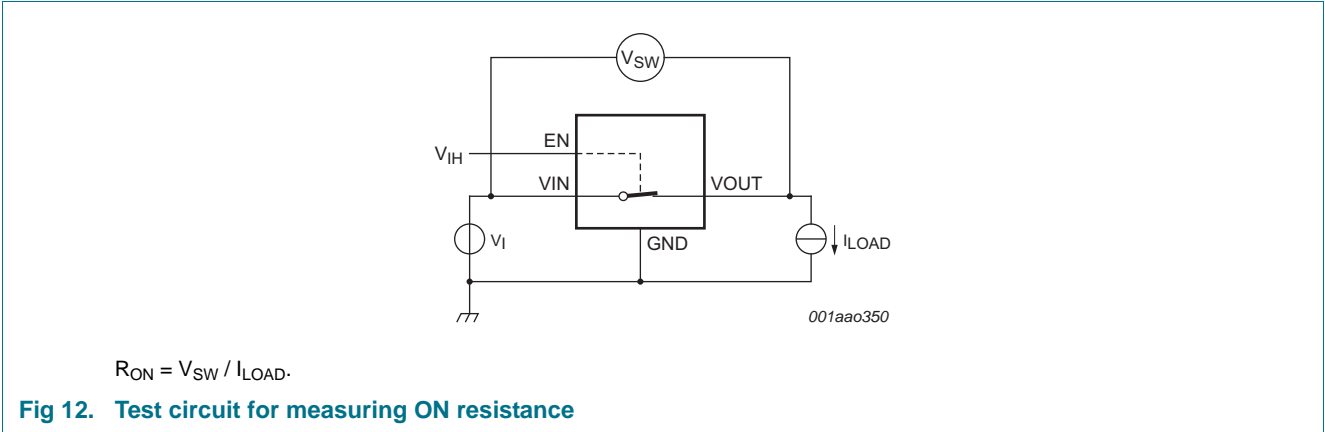 VSW
EN
VIH
VIN
VOUT
VI
GND
ILOAD
001aao350
RON = VSW / ILOAD.
Fig 12. Test circuit for measuring ON resistance